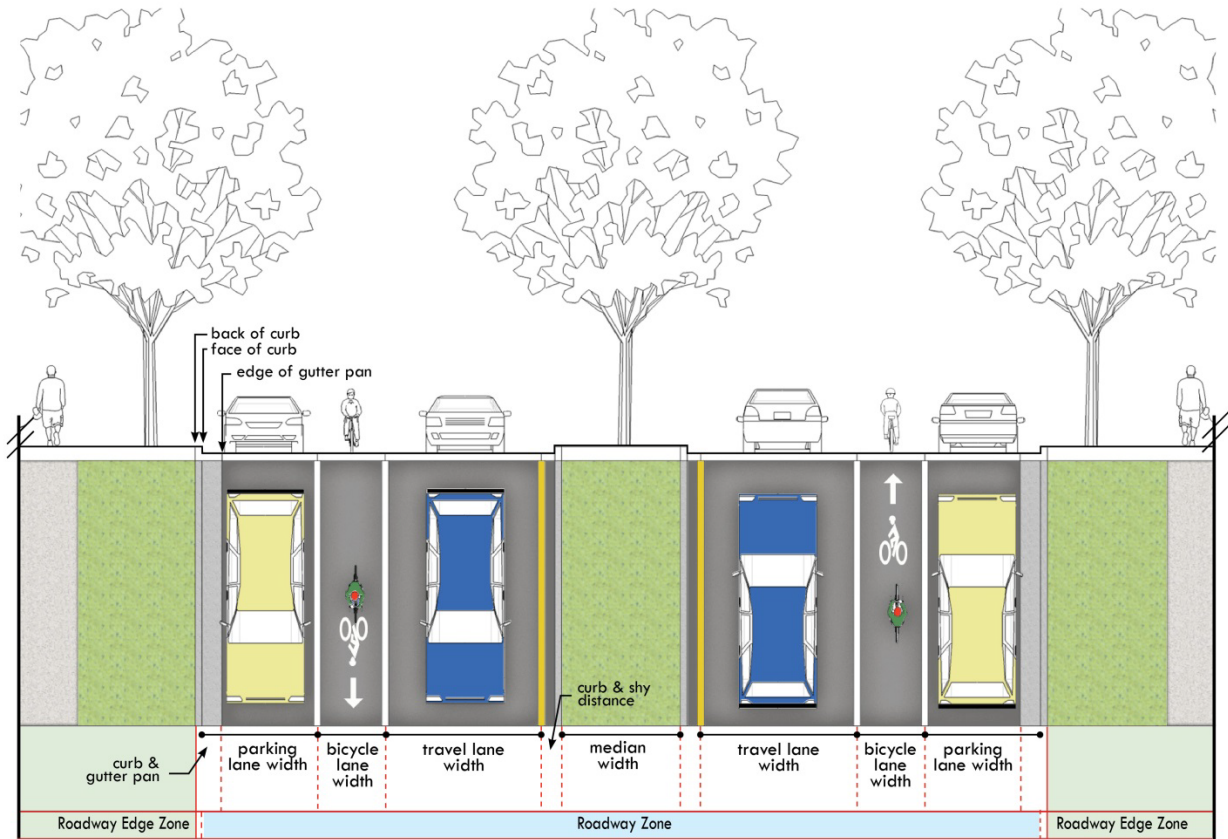 back of curb
face of curb
edge of gutter pan
curb & shy
distance
curb &
gutter pan
parking
lane width
bicycle
lane
width
travel lane
width
median
width
travel lane
width
bicycle
lane
width
parking
lane width
Roadway Edge Zone
Roadway Zone
Roadway Edge Zone